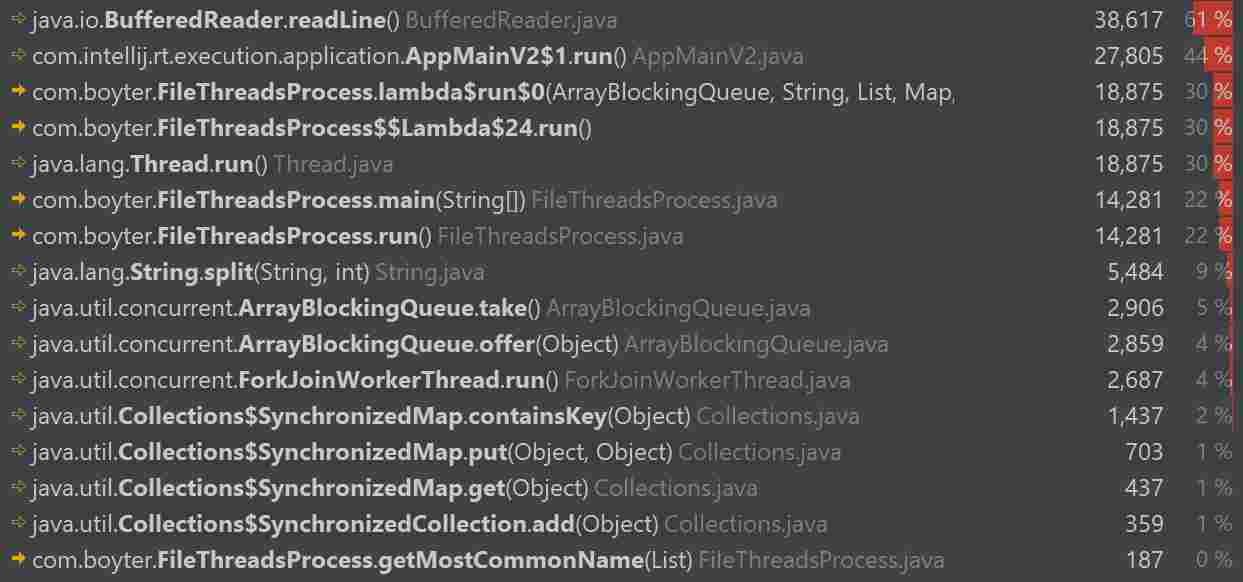 java.io.BufferedReader.readLine() BufferedReader.java 38,617 61 %
com.intellij.rt.execution.application.AppMainV2$1.run() AppMainV2.java 27,805 44 %
com.boyter.FileThreadsProcess.lambda$run$0(ArrayBlockingQueue, String, List, Map, 18,875 30 %
com.boyter.FileThreadsProcess$$Lambda$24.run() 18,875 30 %
java.lang.Thread.run() Thread.java 18,875 30 %
com.boyter.FileThreadsProcess.main(String[]) FileThreadsProcess.java 14,281 22 %
com.boyter.FileThreadsProcess.run() FileThreadsProcess.java 14,281 22 %
java.lang.String.split(String, int) String.java 5,484 9 %
java.util.concurrent.ArrayBlockingQueue.take() ArrayBlockingQueue.java 2,906 5 %
java.util.concurrent.ArrayBlockingQueue.offer(Object) ArrayBlockingQueue.java 2,859 4 %
java.util.concurrent.ForkJoinWorkerThread.run() ForkJoinWorkerThread.java 2,687 4 %
java.util.Collections$SynchronizedMap.containsKey(Object) Collections.java 1,437 2 %
java.util.Collections$SynchronizedMap.put(Object, Object) Collections.java 703 1 %
java.util.Collections$SynchronizedMap.get(Object) Collections.java 437 1 %
java.util.Collections$SynchronizedCollection.add(Object) Collections.java 359 1 %
com.boyter.FileThreadsProcess.getMostCommonName(List) FileThreadsProcess.java 187 0 %